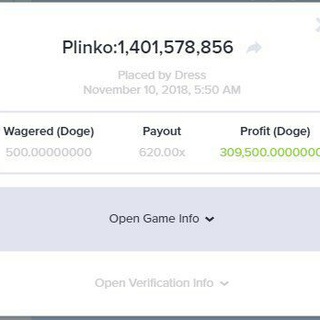 Plinko:1,401,578,856
Placed by Dress
November 10, 2018, 5:50 AM
Wagered (Doge) Payout Profit (Doge)
500.00000000 620.00x 309,500.0000000
Open Game Info
Open Verification Info